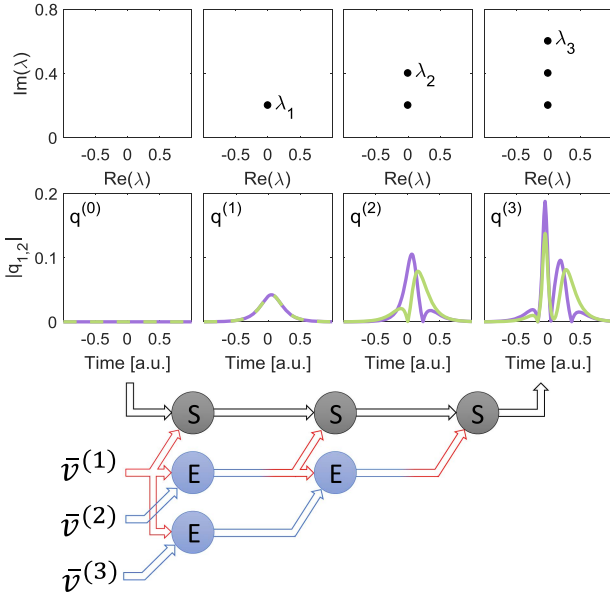 Im(λ)
0.8
0.4
0
λ₁
λ₂
λ₃
-0.5 0 0.5
-0.5 0 0.5
-0.5 0 0.5
-0.5 0 0.5
Re(λ)
Re(λ)
Re(λ)
Re(λ)
|q₁,₂|
0.2
0.1
0
q⁽⁰⁾
q⁽¹⁾
q⁽²⁾
q⁽³⁾
-0.5 0 0.5
-0.5 0 0.5
-0.5 0 0.5
-0.5 0 0.5
Time [a.u.]
Time [a.u.]
Time [a.u.]
Time [a.u.]
S
S
S
v̄⁽¹⁾
E
E
v̄⁽²⁾
E
v̄⁽³⁾